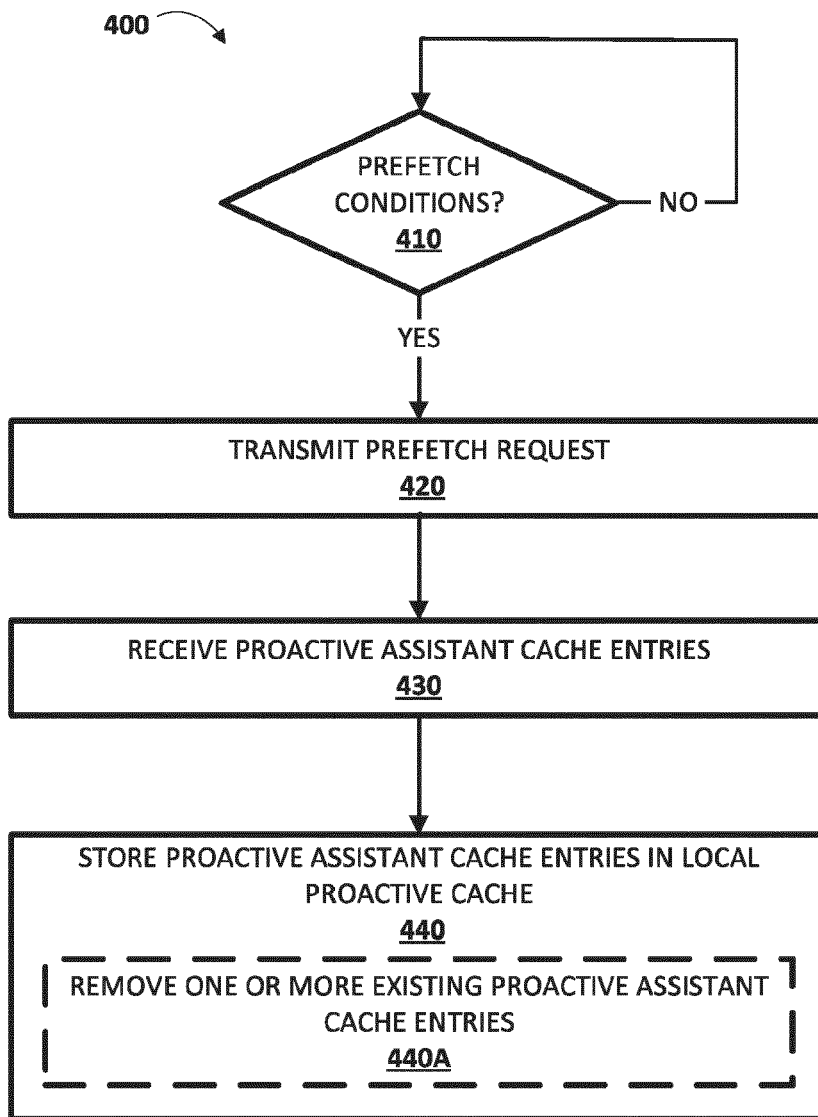 400
PREFETCH
CONDITIONS?
410
NO
YES
TRANSMIT PREFETCH REQUEST
420
RECEIVE PROACTIVE ASSISTANT CACHE ENTRIES
430
STORE PROACTIVE ASSISTANT CACHE ENTRIES IN LOCAL
PROACTIVE CACHE
440
REMOVE ONE OR MORE EXISTING PROACTIVE ASSISTANT
CACHE ENTRIES
440A